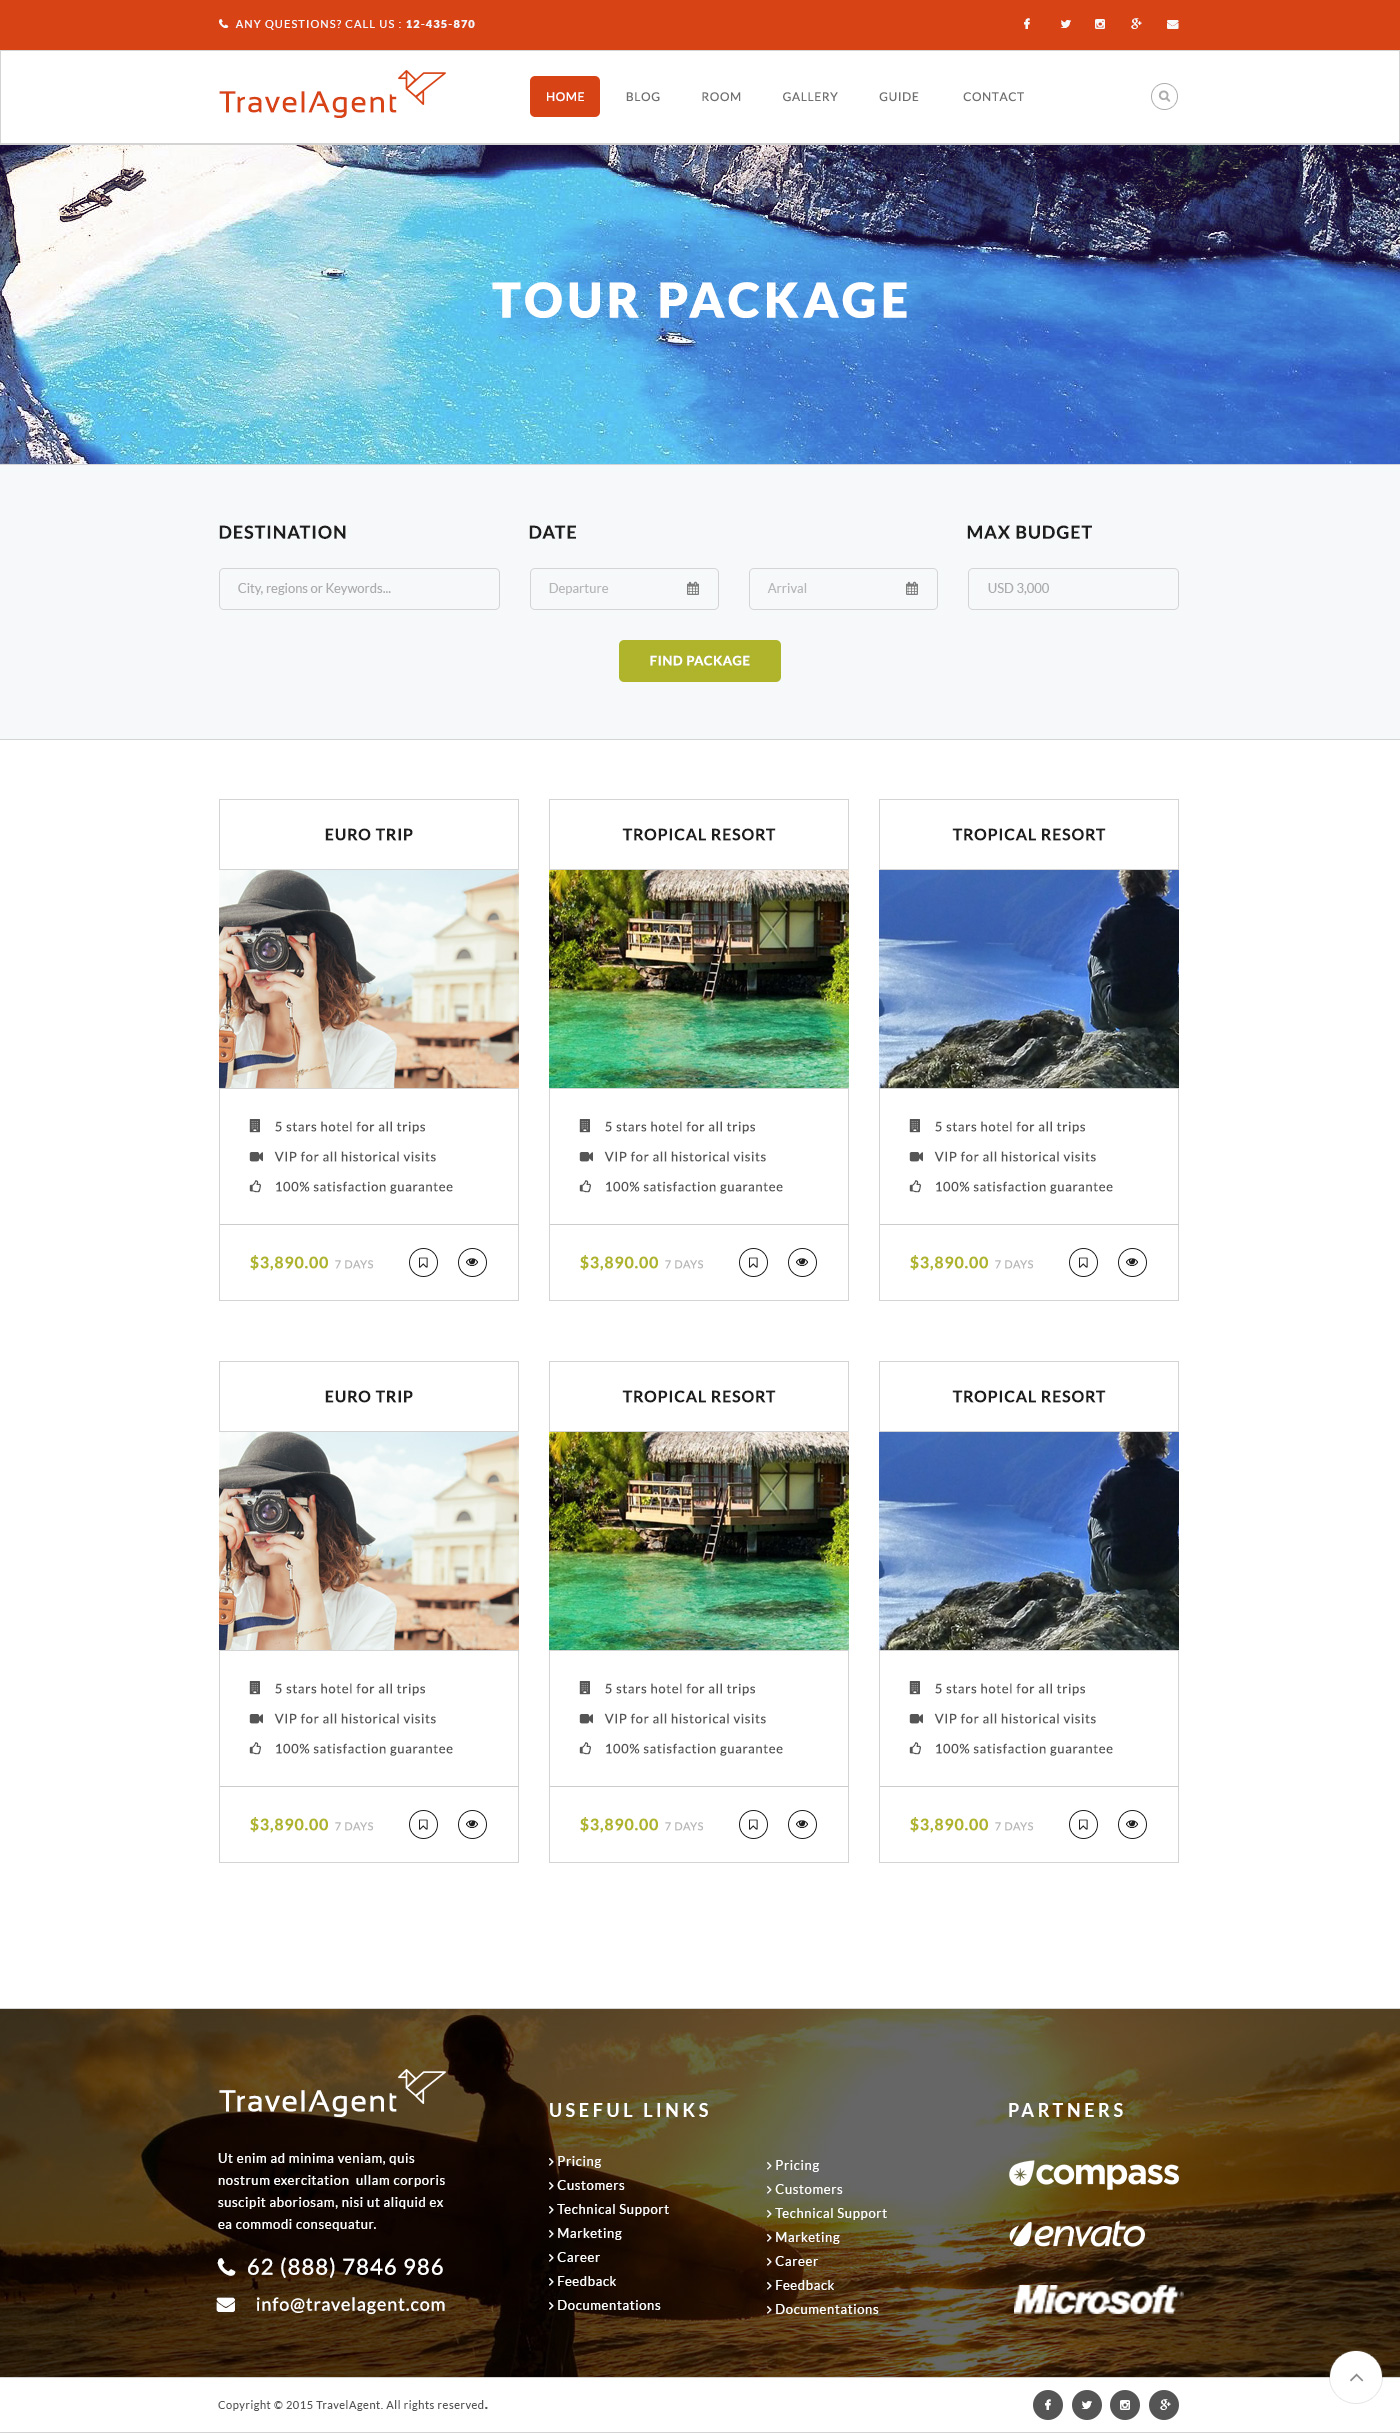 ANY QUESTIONS? CALL US : 12-435-870
TravelAgent
HOME BLOG ROOM GALLERY GUIDE CONTACT
TOUR PACKAGE
DESTINATION DATE MAX BUDGET
City, regions or Keywords... Departure Arrival USD 3,000
FIND PACKAGE
EURO TRIP TROPICAL RESORT TROPICAL RESORT
5 stars hotel for all trips 5 stars hotel for all trips 5 stars hotel for all trips
VIP for all historical visits VIP for all historical visits VIP for all historical visits
100% satisfaction guarantee 100% satisfaction guarantee 100% satisfaction guarantee
$3,890.00 7 DAYS $3,890.00 7 DAYS $3,890.00 7 DAYS
EURO TRIP TROPICAL RESORT TROPICAL RESORT
5 stars hotel for all trips 5 stars hotel for all trips 5 stars hotel for all trips
VIP for all historical visits VIP for all historical visits VIP for all historical visits
100% satisfaction guarantee 100% satisfaction guarantee 100% satisfaction guarantee
$3,890.00 7 DAYS $3,890.00 7 DAYS $3,890.00 7 DAYS
TravelAgent
Ut enim ad minima veniam, quis
nostrum exercitation ullam corporis
suscipit aboriosam, nisi ut aliquid ex
ea commodi consequatur.
62 (888) 7846 986
info@travelagent.com
USEFUL LINKS
> Pricing
> Customers
> Technical Support
> Marketing
> Career
> Feedback
> Documentations
> Pricing
> Customers
> Technical Support
> Marketing
> Career
> Feedback
> Documentations
PARTNERS
compass
envato
Microsoft
Copyright © 2015 TravelAgent. All rights reserved.